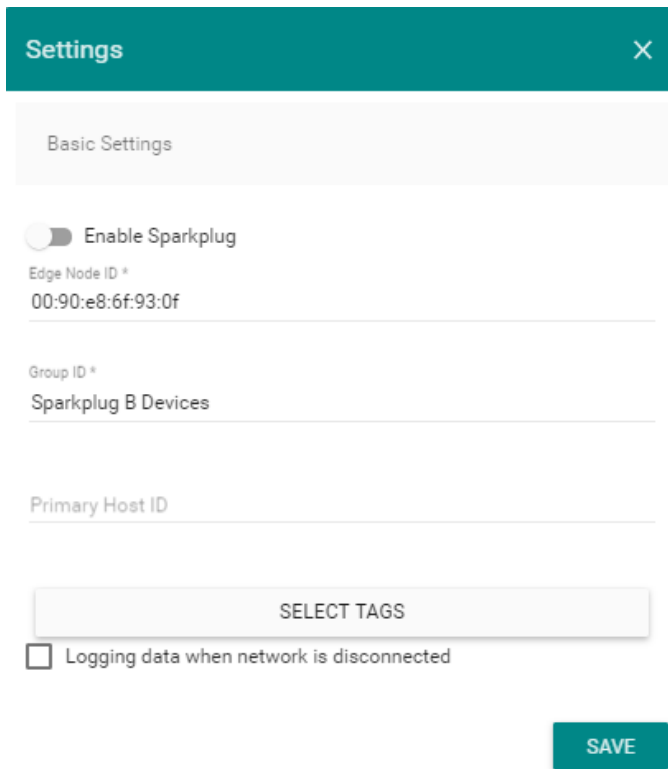 Settings
Basic Settings
Enable Sparkplug
Edge Node ID *
00:90:e8:6f:93:0f
Group ID *
Sparkplug B Devices
Primary Host ID
SELECT TAGS
Logging data when network is disconnected
SAVE